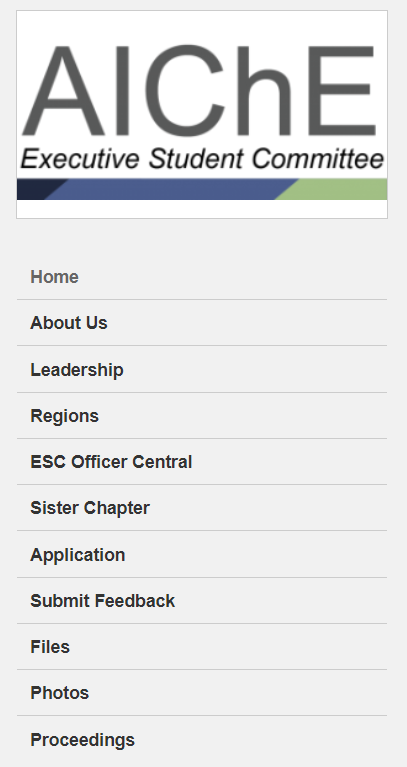 AIChE
Executive Student Committee
Home
About Us
Leadership
Regions
ESC Officer Central
Sister Chapter
Application
Submit Feedback
Files
Photos
Proceedings